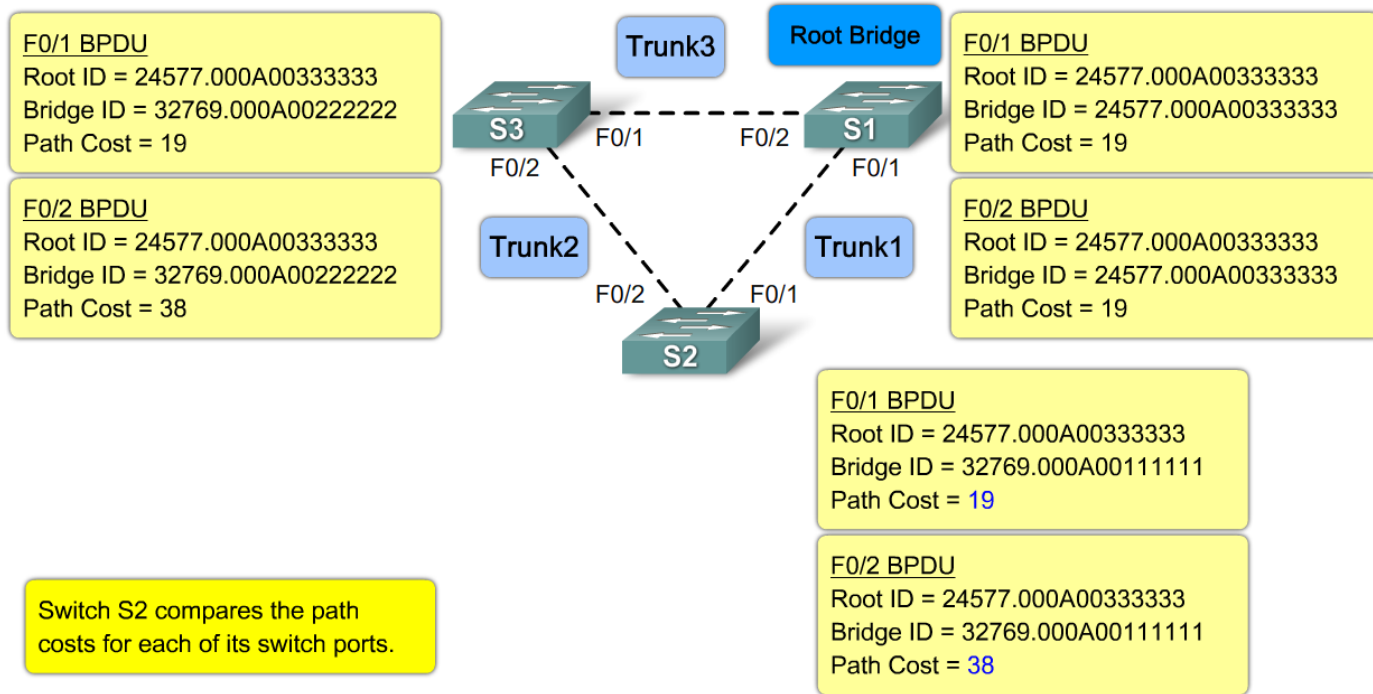 F0/1 BPDU
Root ID = 24577.000A00333333
Bridge ID = 32769.000A00222222
Path Cost = 19
F0/2 BPDU
Root ID = 24577.000A00333333
Bridge ID = 32769.000A00222222
Path Cost = 38
Trunk3
Root Bridge
S3
F0/1
F0/2
S1
F0/2
F0/1
Trunk2
Trunk1
F0/2
F0/1
S2
F0/1 BPDU
Root ID = 24577.000A00333333
Bridge ID = 24577.000A00333333
Path Cost = 19
F0/2 BPDU
Root ID = 24577.000A00333333
Bridge ID = 24577.000A00333333
Path Cost = 19
F0/1 BPDU
Root ID = 24577.000A00333333
Bridge ID = 32769.000A00111111
Path Cost = 19
F0/2 BPDU
Root ID = 24577.000A00333333
Bridge ID = 32769.000A00111111
Path Cost = 38
Switch S2 compares the path
costs for each of its switch ports.